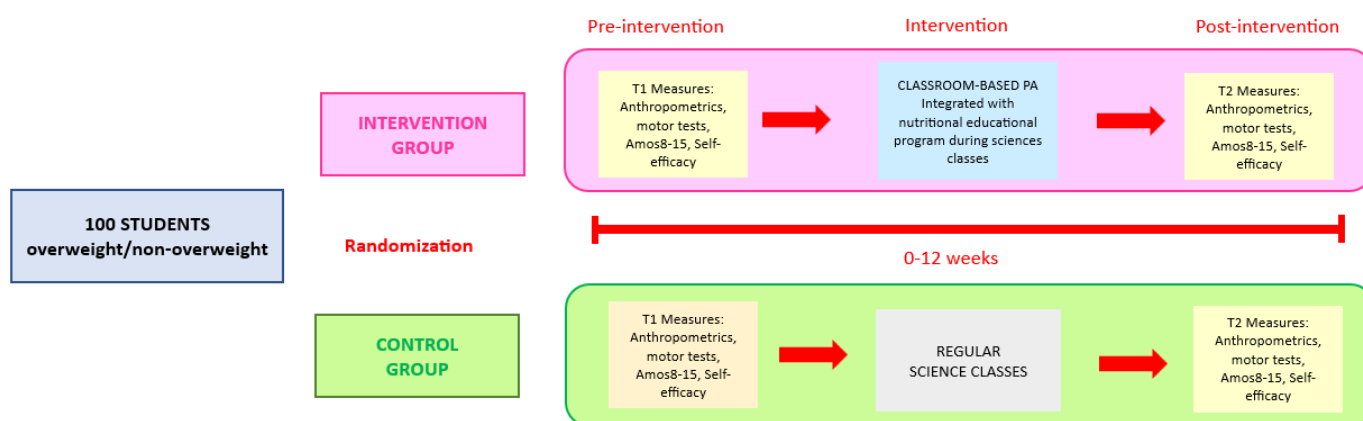 Pre-intervention
Intervention
Post-intervention
INTERVENTION
GROUP
T1 Measures:
Anthropometrics,
motor tests,
Amos8-15, Self-
efficacy
CLASSROOM-BASED PA
Integrated with
nutritional educational
program during sciences
classes
T2 Measures:
Anthropometrics,
motor tests,
Amos8-15, Self-
efficacy
100 STUDENTS
overweight/non-overweight
Randomization
0-12 weeks
CONTROL
GROUP
T1 Measures:
Anthropometrics,
motor tests,
Amos8-15, Self-
efficacy
REGULAR
SCIENCE CLASSES
T2 Measures:
Anthropometrics,
motor tests,
Amos8-15, Self-
efficacy